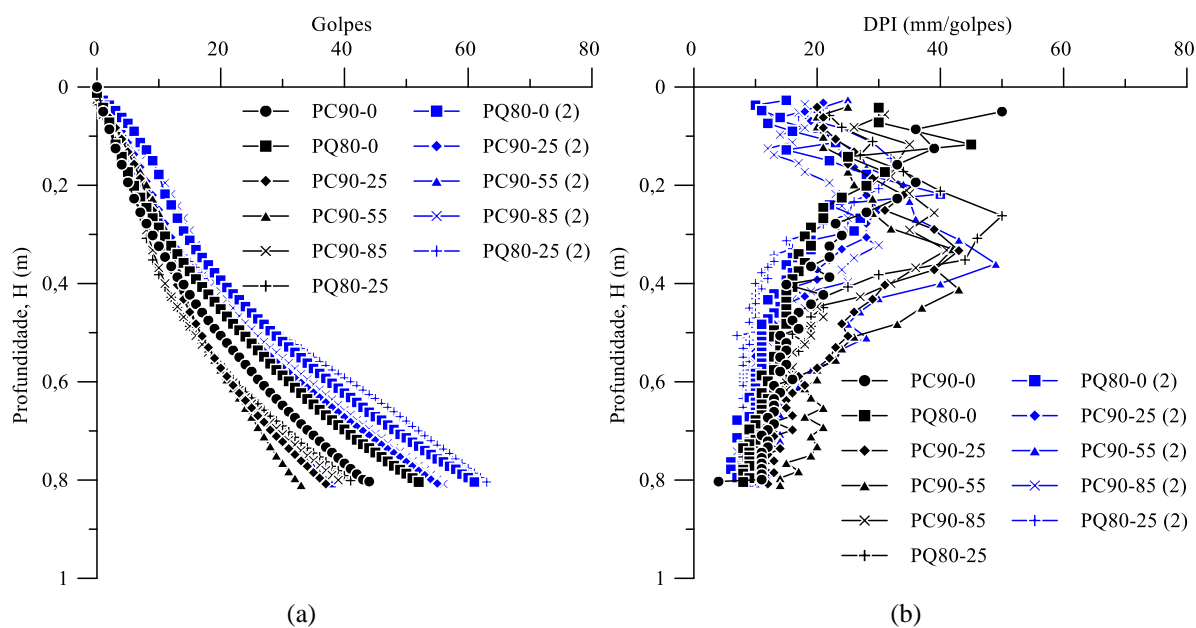 Golpes
0 20 40 60 80
0
0,2
0,4
0,6
0,8
1
Profundidade, H (m)
PC90-0
PQ80-0
PC90-25
PC90-55
PC90-85
PQ80-25
PQ80-0 (2)
PC90-25 (2)
PC90-55 (2)
PC90-85 (2)
PQ80-25 (2)
(a)
DPI (mm/golpes)
0 20 40 60 80
0
0,2
0,4
0,6
0,8
1
Profundidade, H (m)
PC90-0
PQ80-0
PC90-25
PC90-55
PC90-85
PQ80-25
PQ80-0 (2)
PC90-25 (2)
PC90-55 (2)
PC90-85 (2)
PQ80-25 (2)
(b)